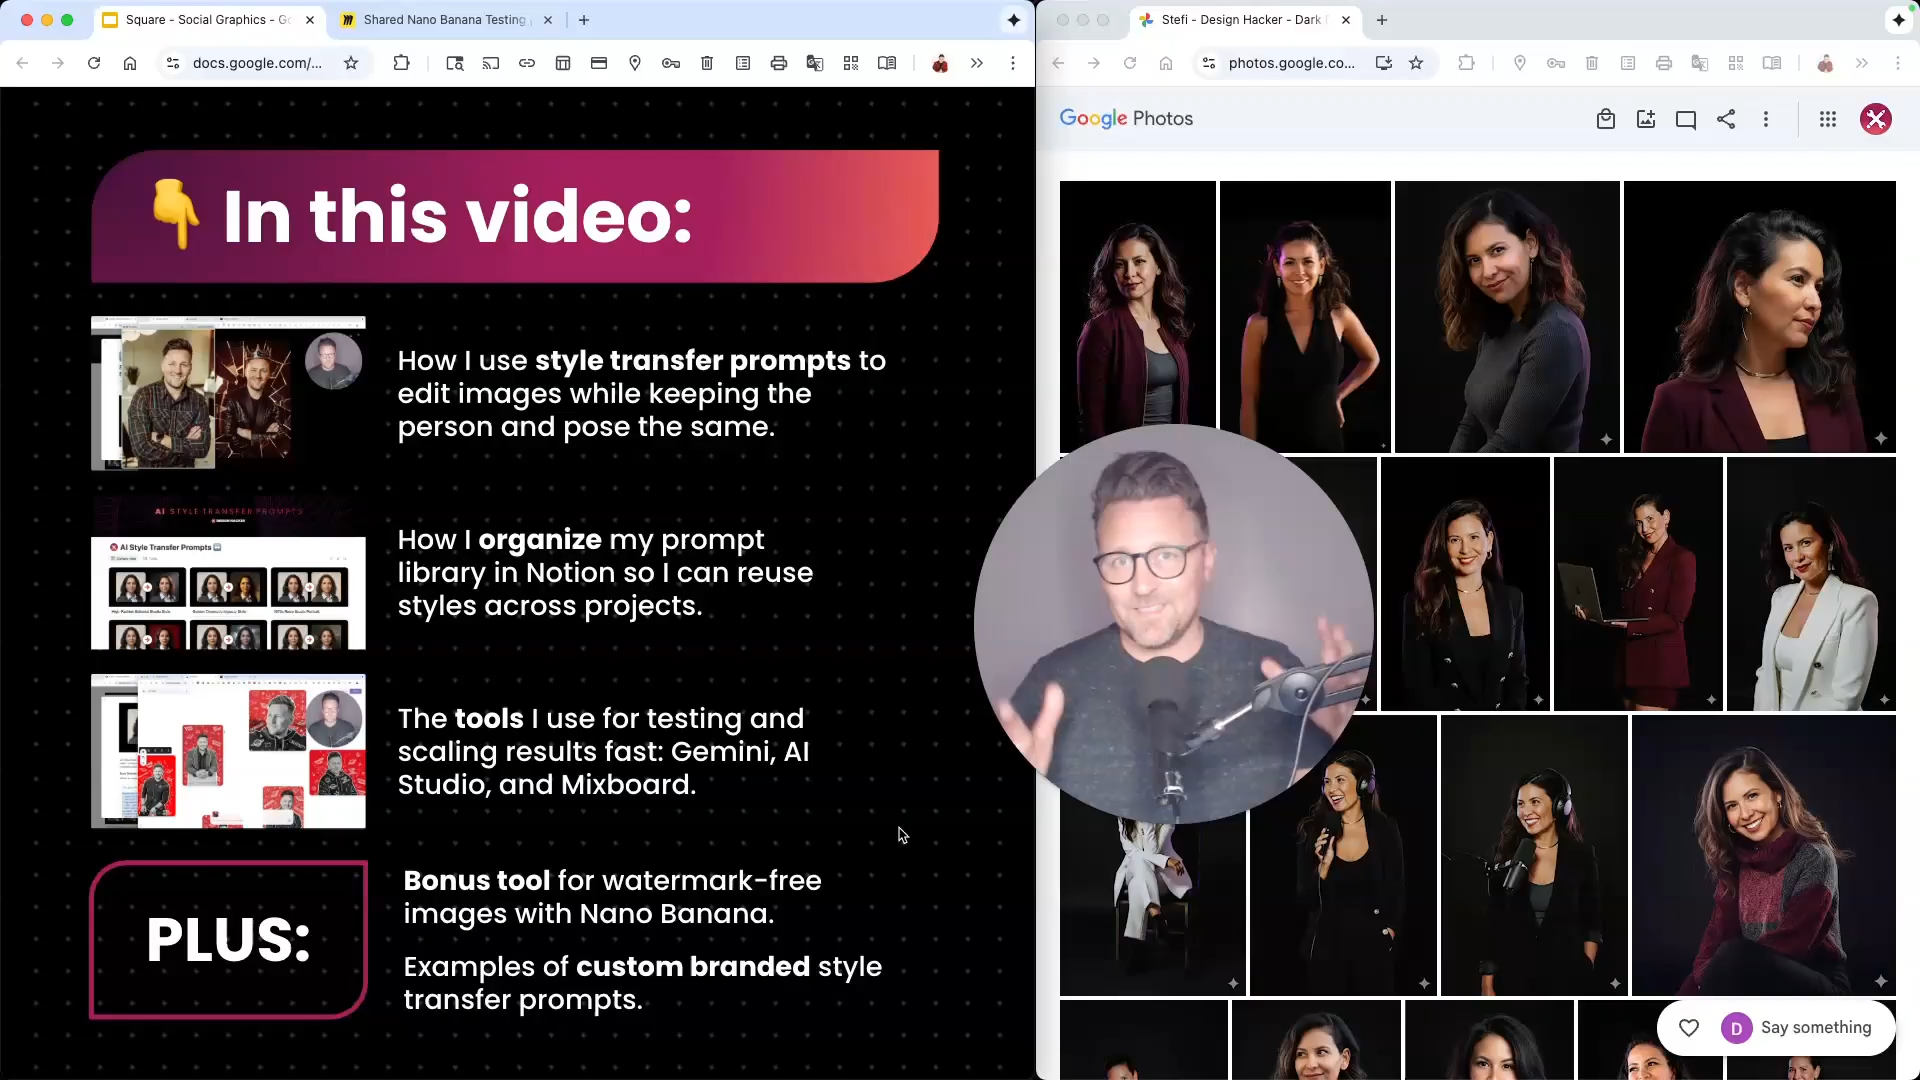 Square - Social Graphics - Go
Shared Nano Banana Testing
docs.google.com/...
Stefi - Design Hacker - Dark
photos.google.co...
Google Photos
👇 In this video:
How I use style transfer prompts to
edit images while keeping the
person and pose the same.
AI STYLE TRANSFER PROMPTS
AI Style Transfer Prompts
How I organize my prompt
library in Notion so I can reuse
styles across projects.
The tools I use for testing and
scaling results fast: Gemini, AI
Studio, and Mixboard.
PLUS:
Bonus tool for watermark-free
images with Nano Banana.
Examples of custom branded style
transfer prompts.
D
Say something